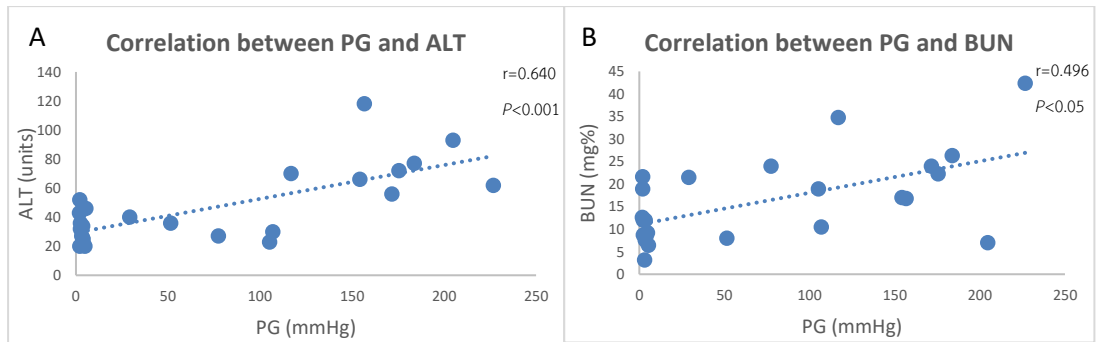 A
Correlation between PG and ALT
r=0.640
P<0.001
ALT (units)
140
120
100
80
60
40
20
0
0 50 100 150 200 250
PG (mmHg)
B
Correlation between PG and BUN
r=0.496
P<0.05
BUN (mg%)
45
40
35
30
25
20
15
10
5
0
0 50 100 150 200 250
PG (mmHg)